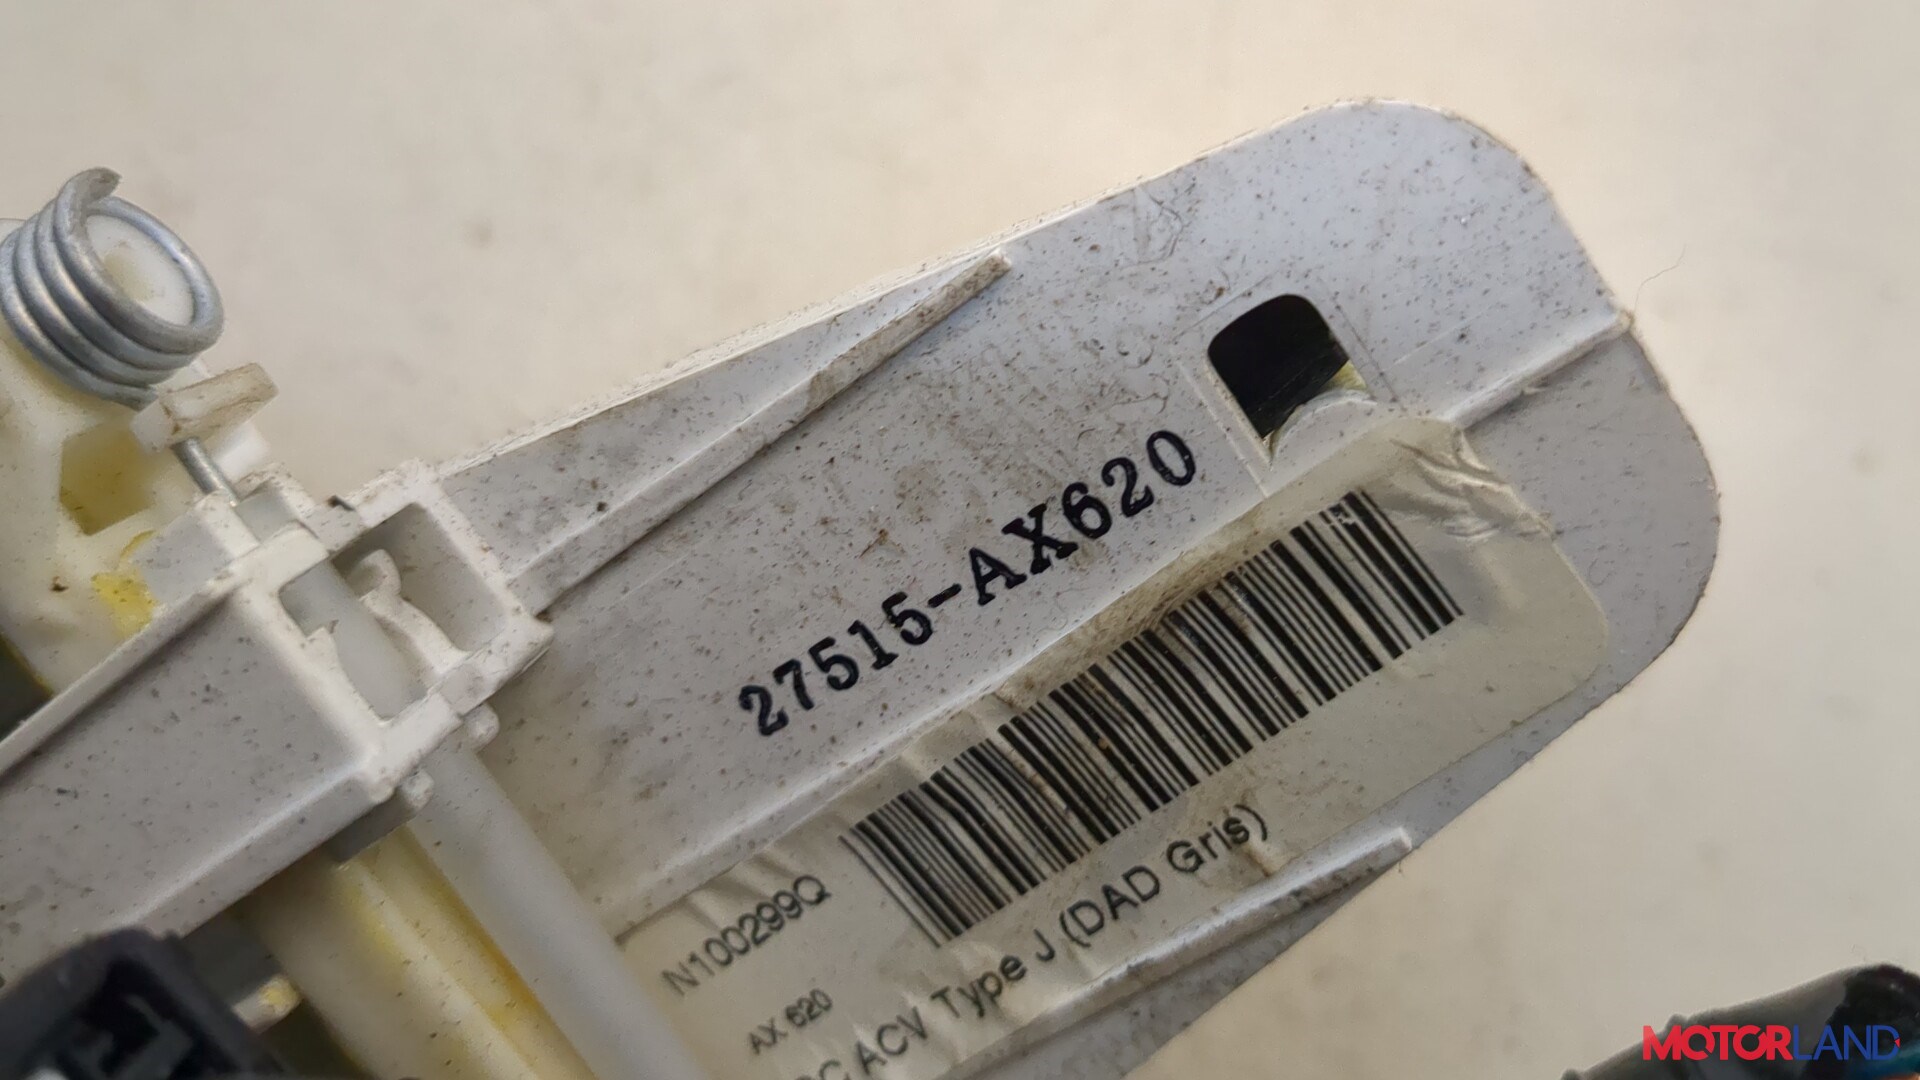 27515-AX620
N100299Q
AX 620
ACV Type J (DAD Gris)
MOTORLAND